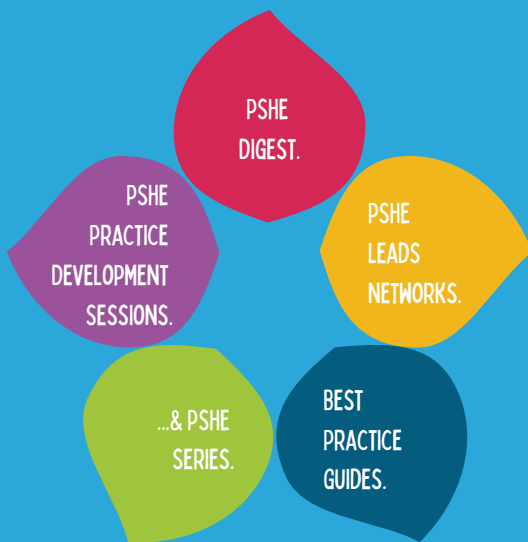 PSHE
DIGEST.
PSHE
LEADS
NETWORKS.
BEST
PRACTICE
GUIDES.
...& PSHE
SERIES.
PSHE
PRACTICE
DEVELOPMENT
SESSIONS.